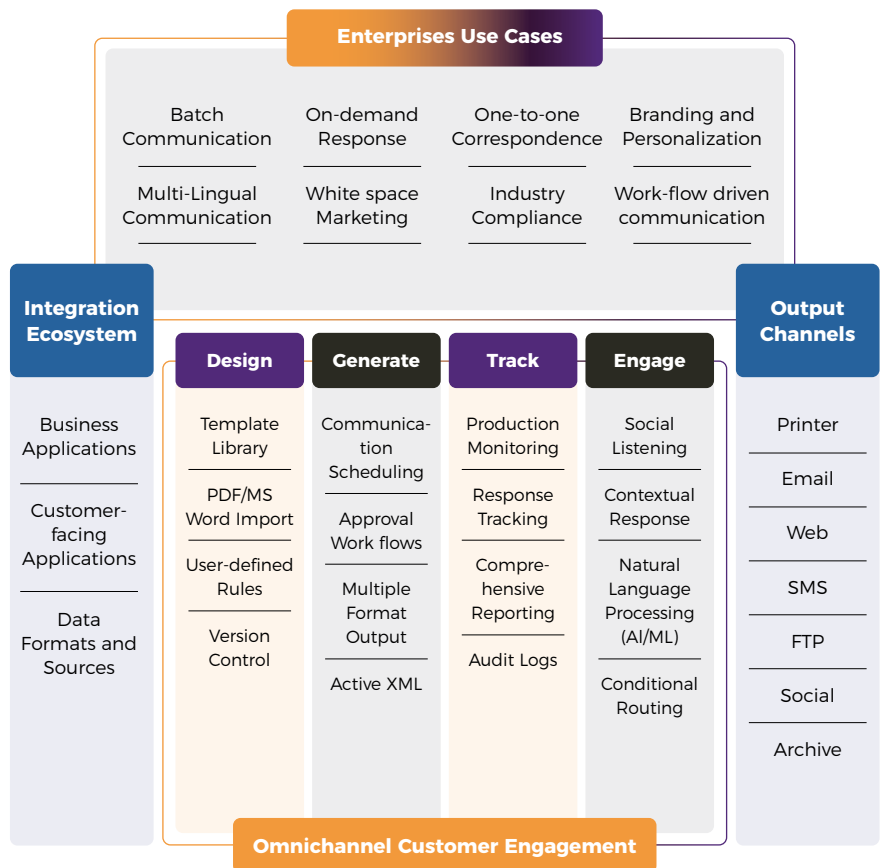 Enterprises Use Cases
Batch
Communication
On-demand
Response
One-to-one
Correspondence
Branding and
Personalization
Multi-Lingual
Communication
White space
Marketing
Industry
Compliance
Work-flow driven
communication
Integration
Ecosystem
Business
Applications
Customer-
facing
Applications
Data
Formats and
Sources
Design
Template
Library
PDF/MS
Word Import
User-defined
Rules
Version
Control
Generate
Communica-
tion
Scheduling
Approval
Work flows
Multiple
Format
Output
Active XML
Track
Production
Monitoring
Response
Tracking
Compre-
hensive
Reporting
Audit Logs
Engage
Social
Listening
Contextual
Response
Natural
Language
Processing
(AI/ML)
Conditional
Routing
Output
Channels
Printer
Email
Web
SMS
FTP
Social
Archive
Omnichannel Customer Engagement